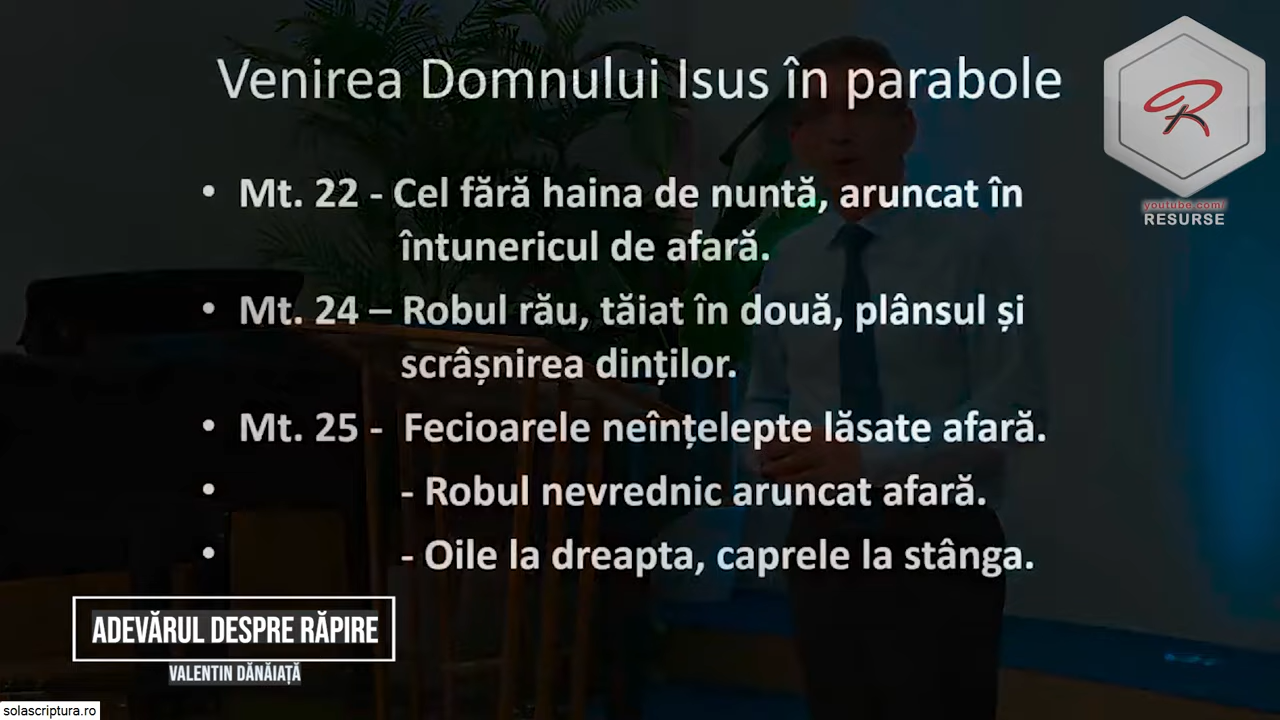 Venirea Domnului Isus în parabole
• Mt. 22 - Cel fără haina de nuntă, aruncat în
întunericul de afară.
• Mt. 24 – Robul rău, tăiat în două, plânsul și
scrâșnirea dinților.
• Mt. 25 - Fecioarele neînțelepte lăsate afară.
• - Robul nevrednic aruncat afară.
• - Oile la dreapta, caprele la stânga.
R
youtube.com/
RESURSE
ADEVĂRUL DESPRE RĂPIRE
VALENTIN DĂNĂIAȚĂ
solascriptura.ro